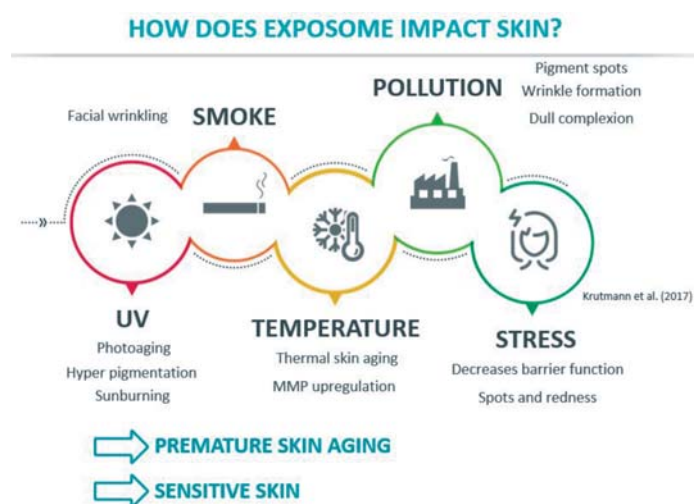 HOW DOES EXPOSOME IMPACT SKIN?
Facial wrinkling
SMOKE
POLLUTION
Pigment spots
Wrinkle formation
Dull complexion
UV
Photoaging
Hyper pigmentation
Sunburning
TEMPERATURE
Thermal skin aging
MMP upregulation
STRESS
Decreases barrier function
Spots and redness
Krutmann et al. (2017)
PREMATURE SKIN AGING
SENSITIVE SKIN